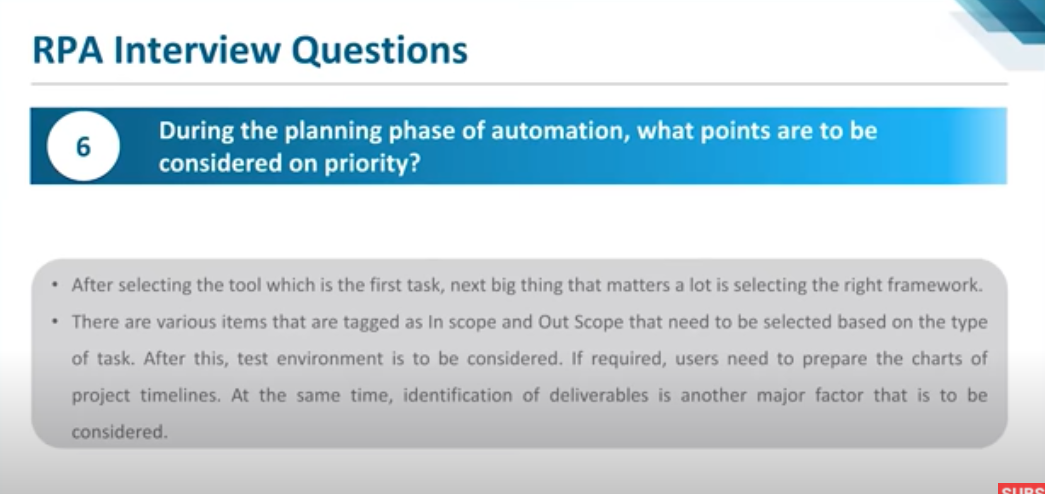 RPA Interview Questions
6
During the planning phase of automation, what points are to be
considered on priority?
• After selecting the tool which is the first task, next big thing that matters a lot is selecting the right framework.
• There are various items that are tagged as In scope and Out Scope that need to be selected based on the type
of task. After this, test environment is to be considered. If required, users need to prepare the charts of
project timelines. At the same time, identification of deliverables is another major factor that is to be
considered.